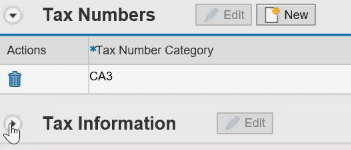 Tax Numbers Edit New
Actions *Tax Number Category
CA3
Tax Information Edit